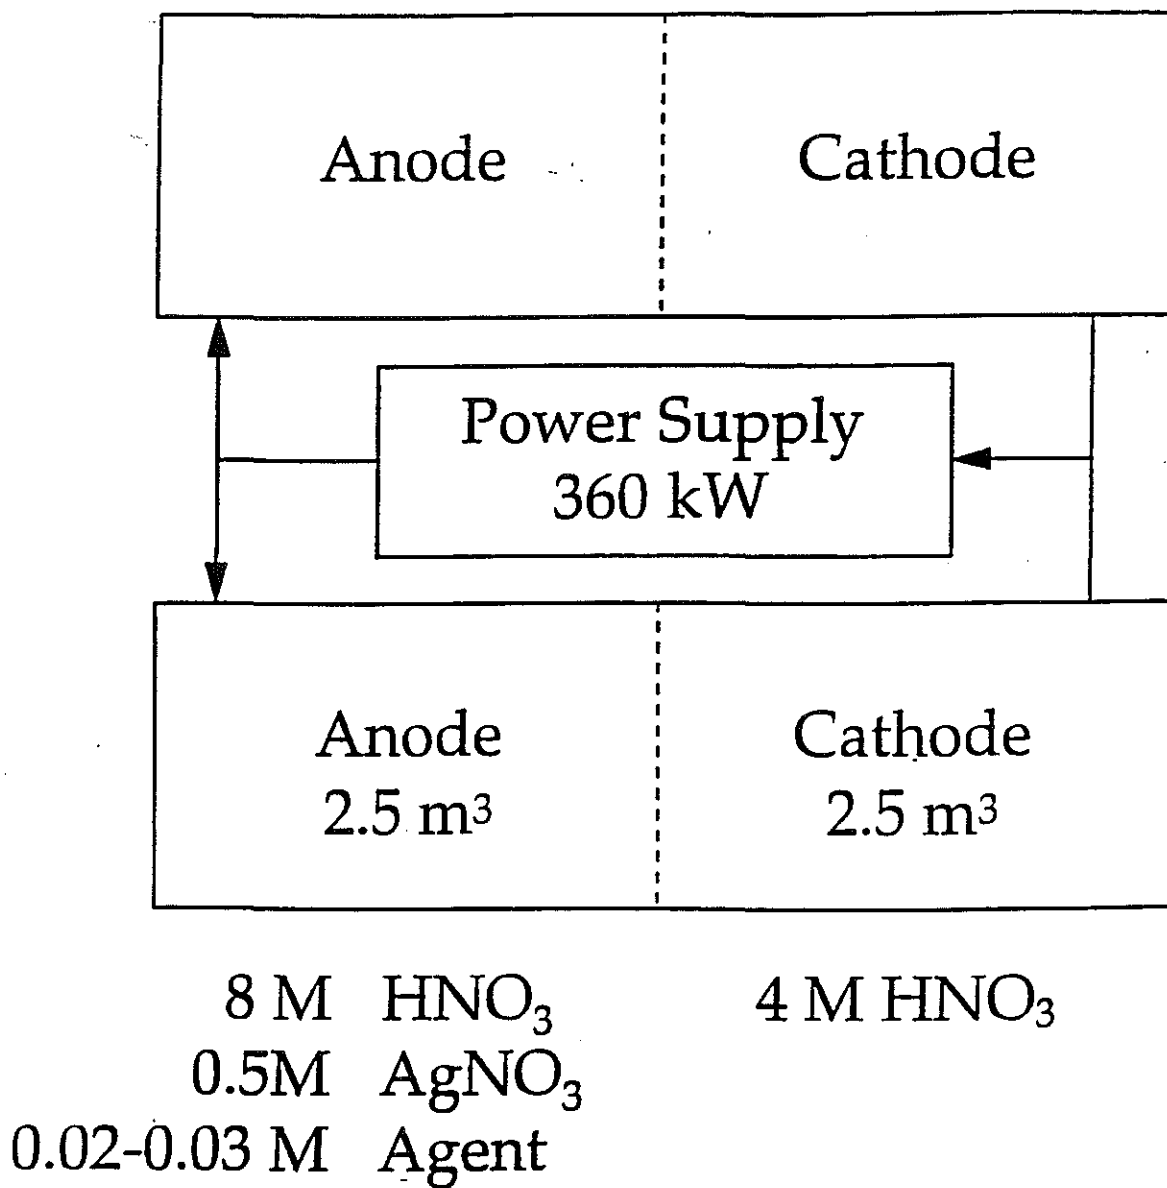 Anode Cathode
Power Supply
360 kW
Anode Cathode
2.5 m³ 2.5 m³
8 M HNO₃ 4 M HNO₃
0.5M AgNO₃
0.02-0.03 M Agent